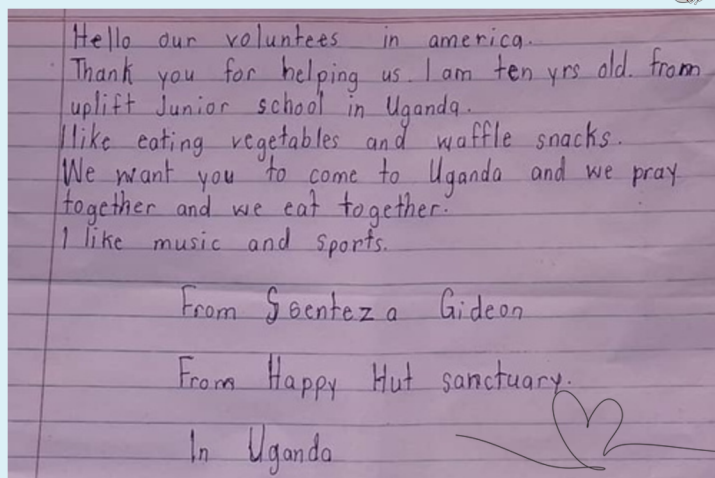 Hello our voluntees in america.
Thank you for helping us. I am ten yrs old. from
uplift Junior school in Uganda.
I like eating vegetables and waffle snacks.
We want you to come to Uganda and we pray
together and we eat together.
I like music and sports.
From Ssenteza Gideon
From Happy Hut sanctuary.
In Uganda